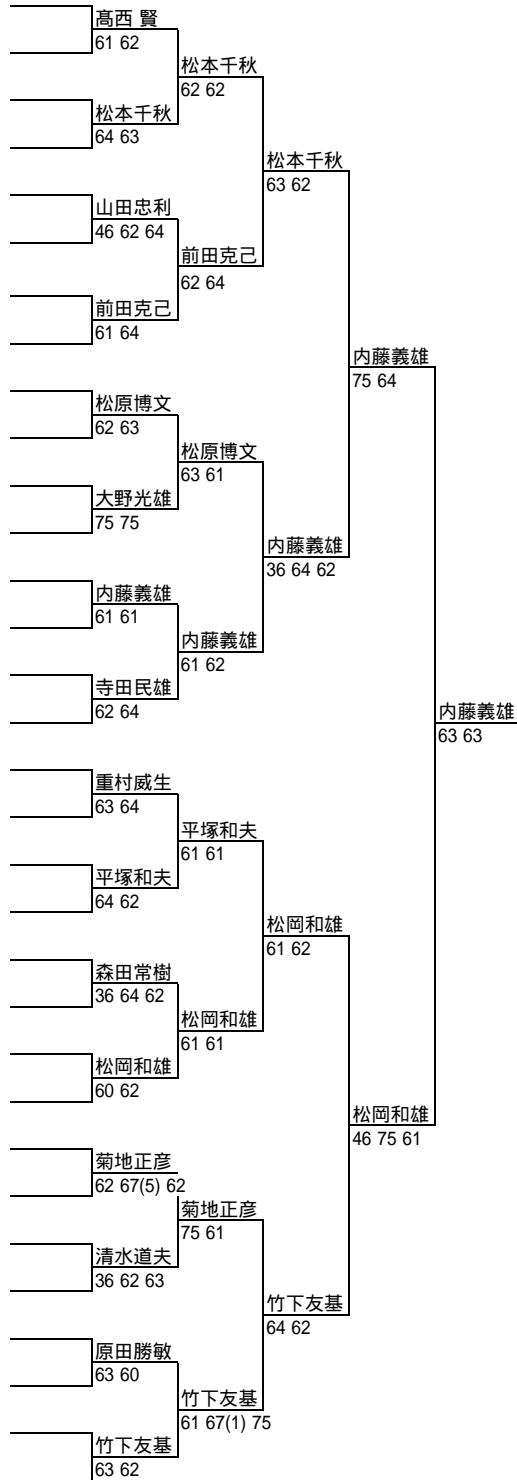 髙西 賢
61 62
松本千秋
62 62
松本千秋
64 63
松本千秋
63 62
山田忠利
46 62 64
前田克己
62 64
前田克己
61 64
内藤義雄
75 64
松原博文
62 63
松原博文
63 61
大野光雄
75 75
内藤義雄
36 64 62
内藤義雄
61 61
内藤義雄
61 62
寺田民雄
62 64
内藤義雄
63 63
重村威生
63 64
平塚和夫
61 61
平塚和夫
64 62
松岡和雄
61 62
森田常樹
36 64 62
松岡和雄
61 61
松岡和雄
60 62
松岡和雄
46 75 61
菊地正彦
62 67(5) 62
菊地正彦
75 61
清水道夫
36 62 63
竹下友基
64 62
原田勝敏
63 60
竹下友基
61 67(1) 75
竹下友基
63 62